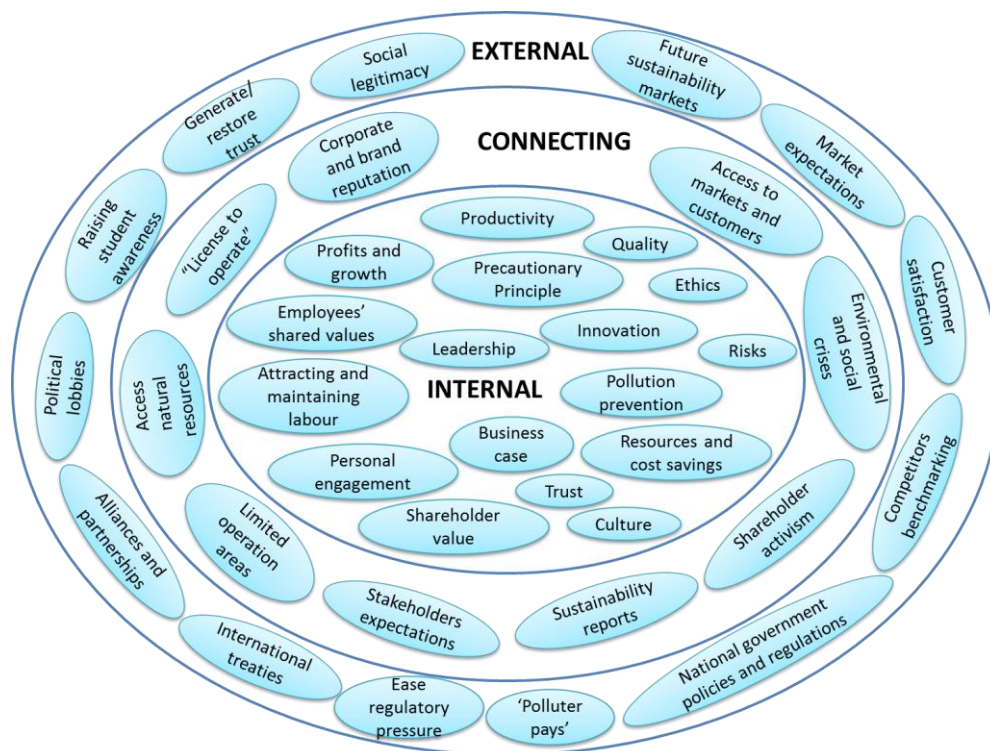 EXTERNAL
Social
legitimacy
Future
sustainability
markets
Generate/
restore
trust
Market
expectations
Raising
student
awareness
Customer
satisfaction
Political
lobbies
Competitors
benchmarking
Alliances and
partnerships
National government
policies and regulations
International
treaties
Ease
regulatory
pressure
‘Polluter
pays’
CONNECTING
Corporate
and brand
reputation
Access to
markets and
customers
“License to
operate”
Environmental
and social
crises
Access
natural
resources
Shareholder
activism
Limited
operation
areas
Stakeholders
expectations
Sustainability
reports
INTERNAL
Productivity
Quality
Profits and
growth
Precautionary
Principle
Ethics
Employees’
shared values
Innovation
Leadership
Risks
Attracting and
maintaining
labour
Pollution
prevention
Business
case
Resources and
cost savings
Personal
engagement
Trust
Shareholder
value
Culture